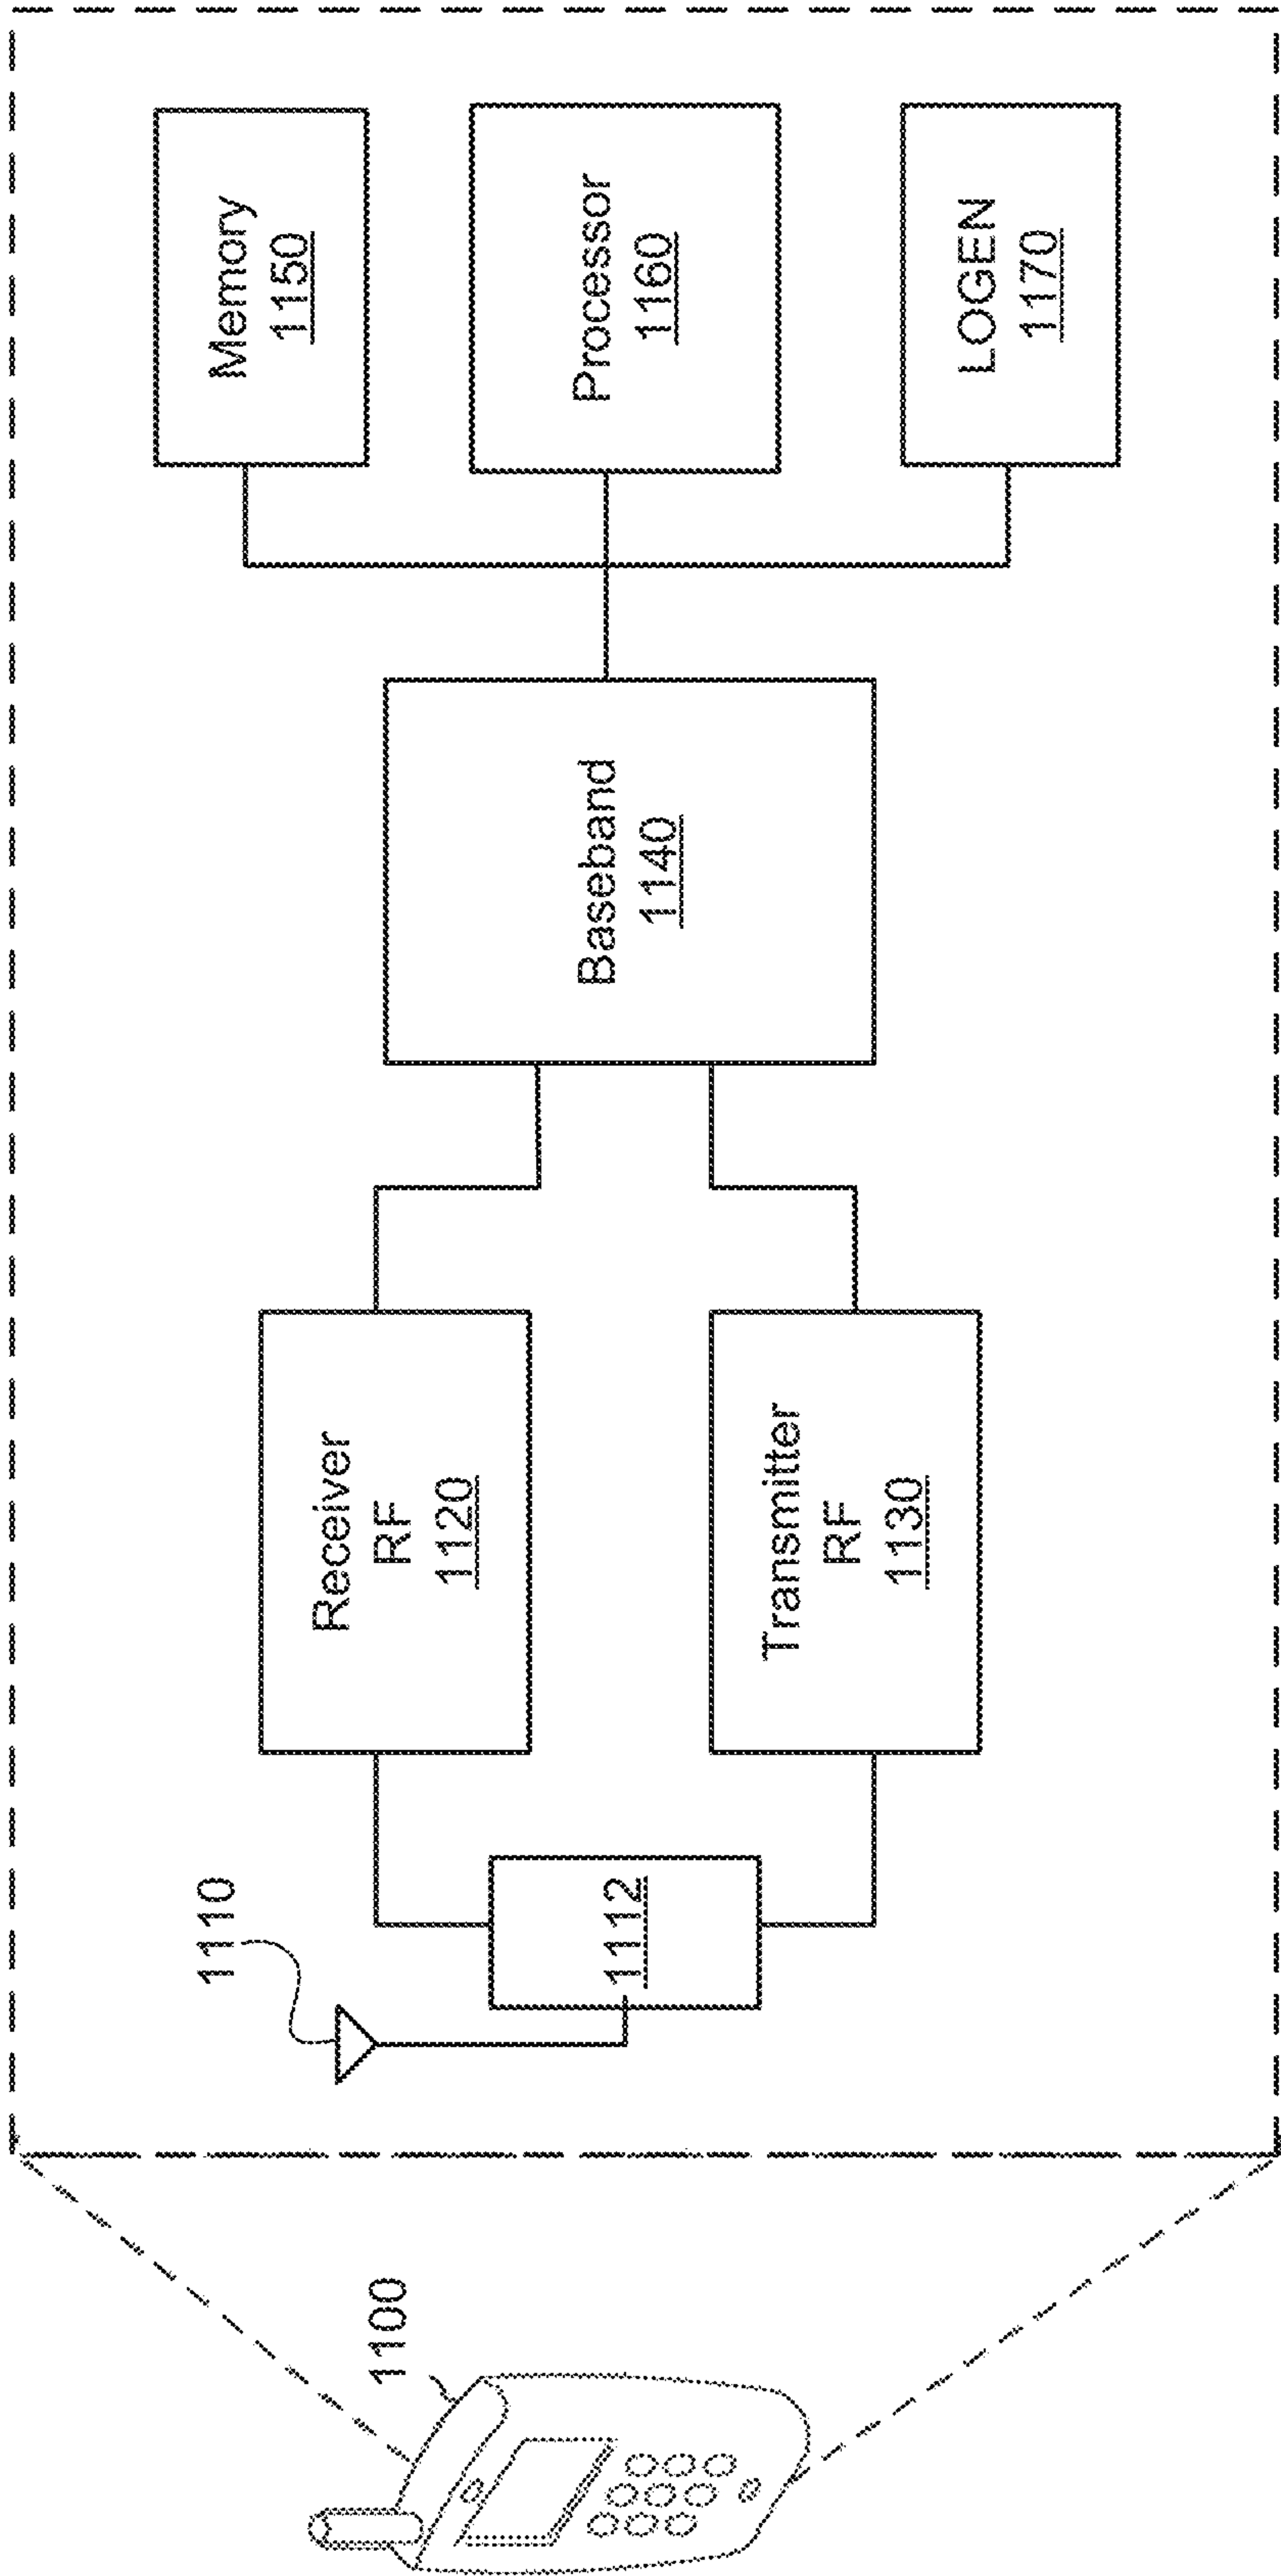 1100
1110
1112
Receiver
RF
1120
Transmitter
RF
1130
Baseband
1140
Memory
1150
Processor
1160
LOGEN
1170